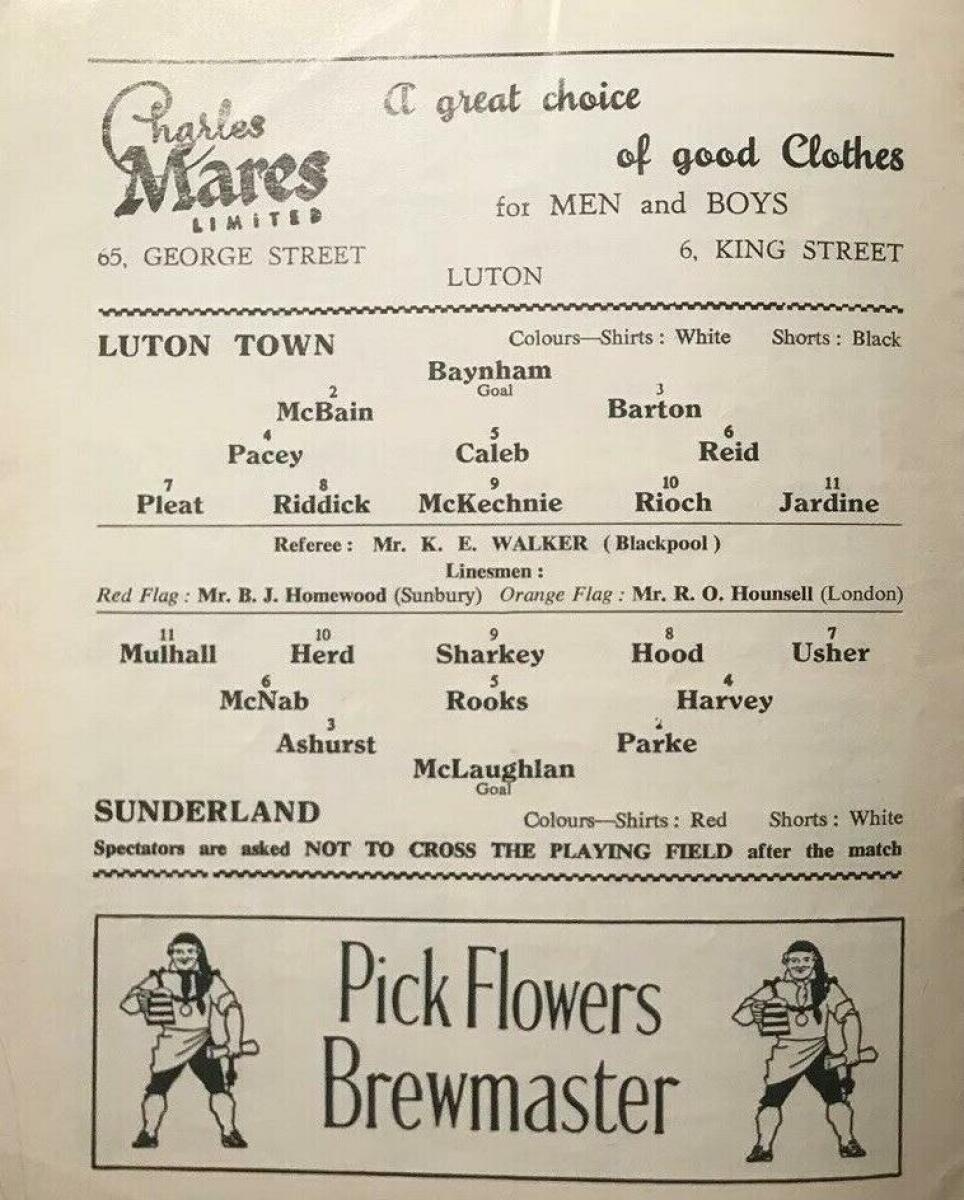 Charles
Mares
LIMITED
A great choice
of good Clothes
for MEN and BOYS
65, GEORGE STREET
6, KING STREET
LUTON
LUTON TOWN Colours—Shirts : White Shorts : Black
Baynham
Goal
2 3
McBain Barton
4 5 6
Pacey Caleb Reid
7 8 9 10 11
Pleat Riddick McKechnie Rioch Jardine
Referee : Mr. K. E. WALKER ( Blackpool )
Linesmen :
Red Flag : Mr. B. J. Homewood (Sunbury) Orange Flag : Mr. R. O. Hounsell (London)
11 10 9 8 7
Mulhall Herd Sharkey Hood Usher
6 5 4
McNab Rooks Harvey
3 2
Ashurst Parke
McLaughlan
Goal
SUNDERLAND Colours—Shirts : Red Shorts : White
Spectators are asked NOT TO CROSS THE PLAYING FIELD after the match
Pick Flowers
Brewmaster